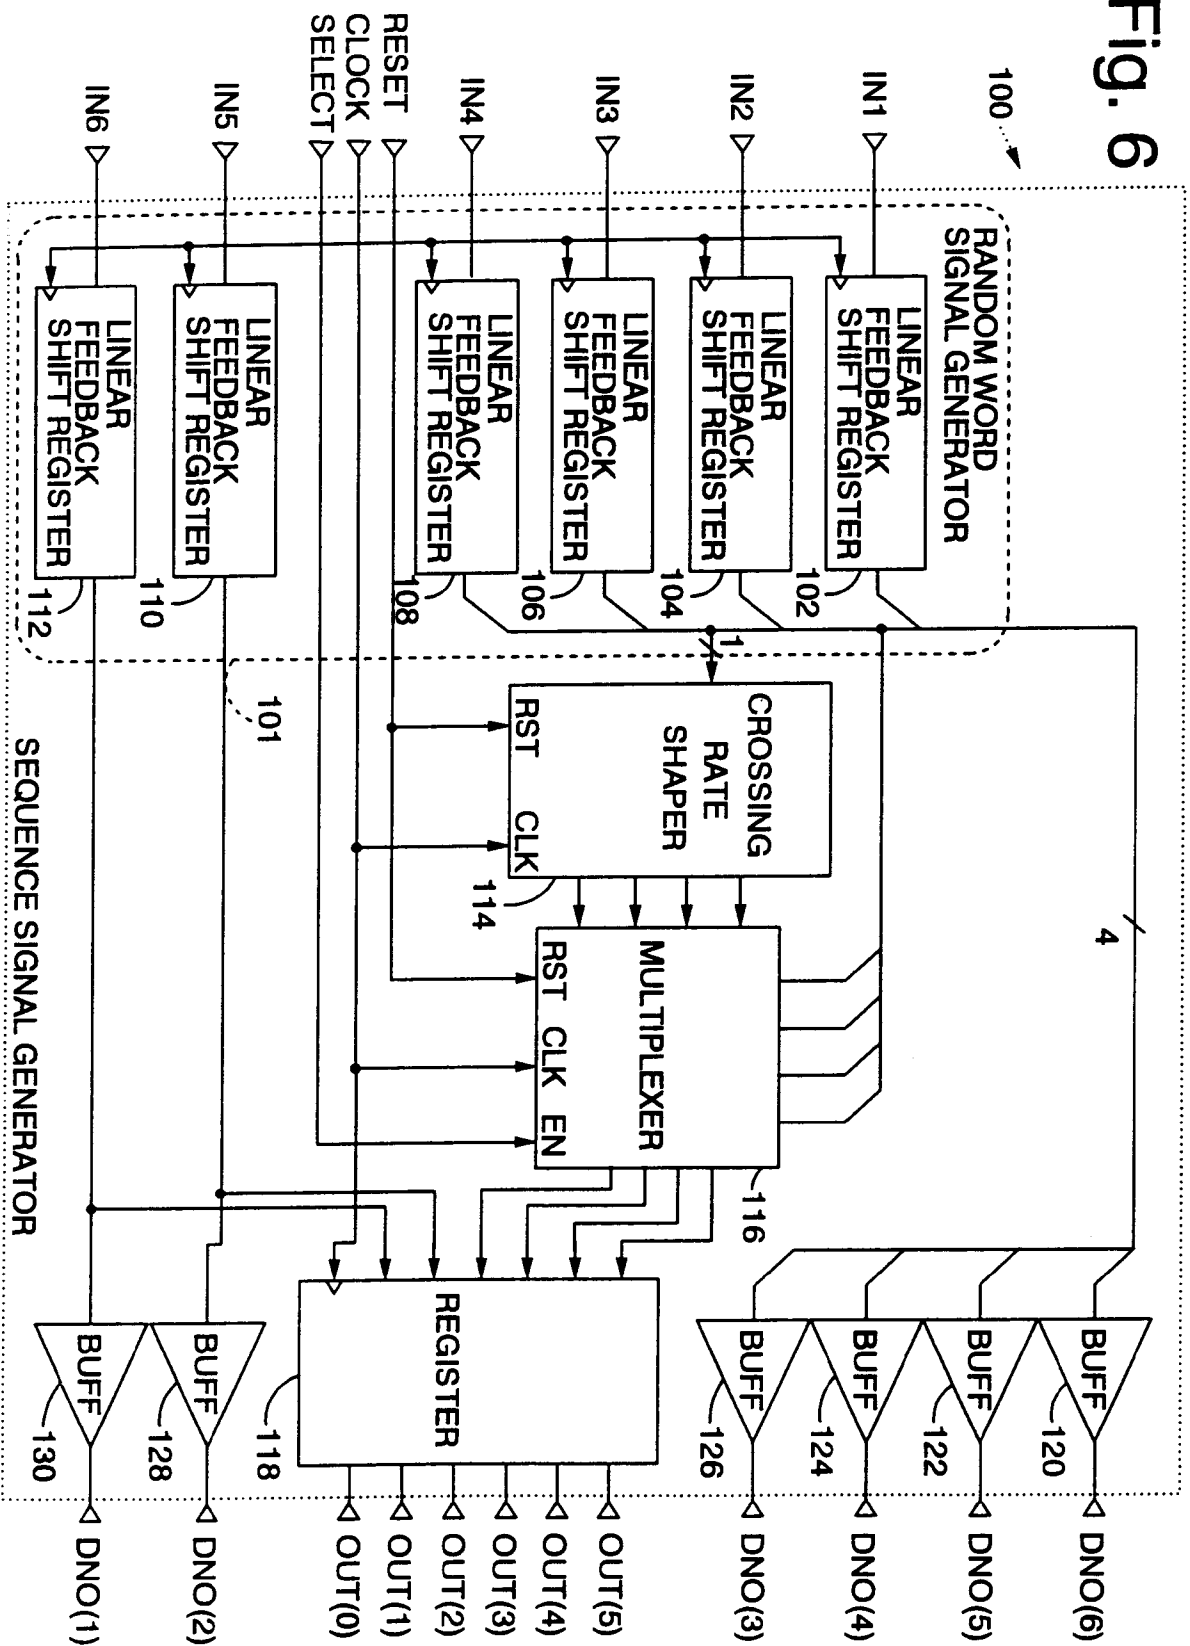 Fig. 6
100
RANDOM WORD
SIGNAL GENERATOR
IN1
LINEAR
FEEDBACK
SHIFT REGISTER
102
IN2
LINEAR
FEEDBACK
SHIFT REGISTER
104
IN3
LINEAR
FEEDBACK
SHIFT REGISTER
106
IN4
LINEAR
FEEDBACK
SHIFT REGISTER
108
RESET
CLOCK
SELECT
IN5
LINEAR
FEEDBACK
SHIFT REGISTER
110
IN6
LINEAR
FEEDBACK
SHIFT REGISTER
112
101
1
4
CROSSING
RATE
SHAPER
RST
CLK
114
MULTIPLEXER
RST
CLK
EN
116
REGISTER
118
BUFF
120
DNO(6)
BUFF
122
DNO(5)
BUFF
124
DNO(4)
BUFF
126
DNO(3)
OUT(5)
OUT(4)
OUT(3)
OUT(2)
OUT(1)
OUT(0)
BUFF
128
DNO(2)
BUFF
130
DNO(1)
SEQUENCE SIGNAL GENERATOR